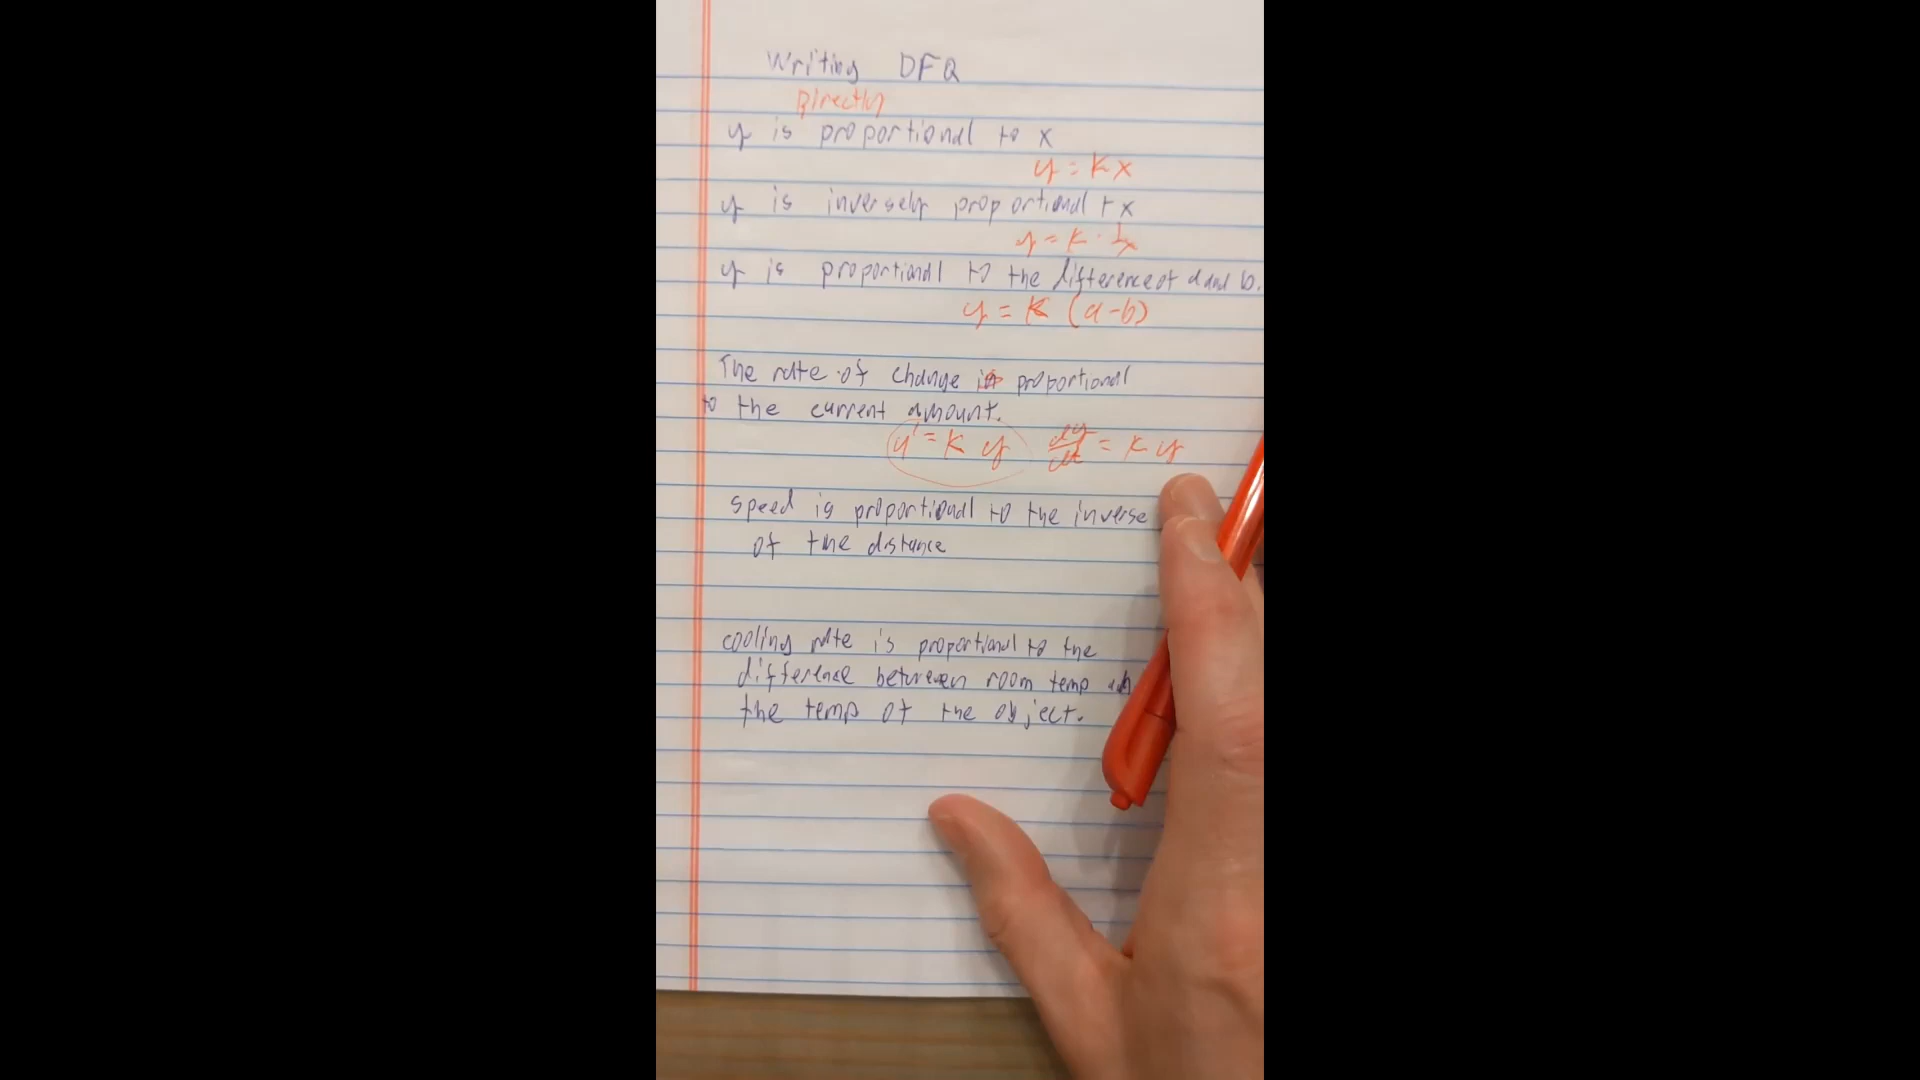 Writing DFQ
Directly
y is proportional to x
y = kx
y is inversely proportional t x
y = k · 1/x
y is proportional to the difference of a and b.
y = k (a-b)
The rate of change is proportional
to the current amount.
y' = k y dy/dt = k y
speed is proportional to the inverse
of the distance
cooling rate is proportional to the
difference between room temp
the temp of the object.